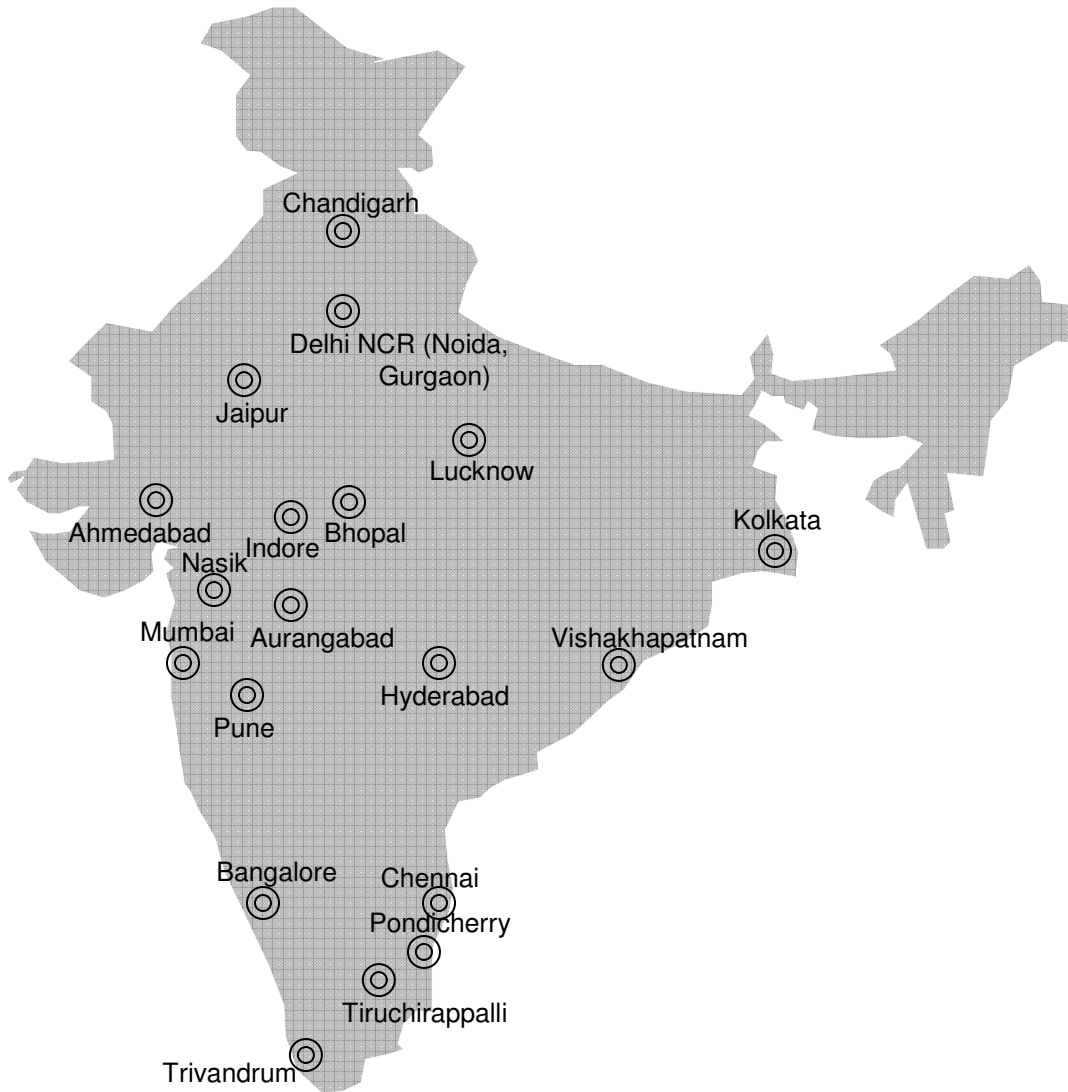 Chandigarh
Delhi NCR (Noida,
Gurgaon)
Jaipur
Lucknow
Ahmedabad
Indore
Bhopal
Kolkata
Nasik
Mumbai
Aurangabad
Vishakhapatnam
Hyderabad
Pune
Bangalore
Chennai
Pondicherry
Tiruchirappalli
Trivandrum